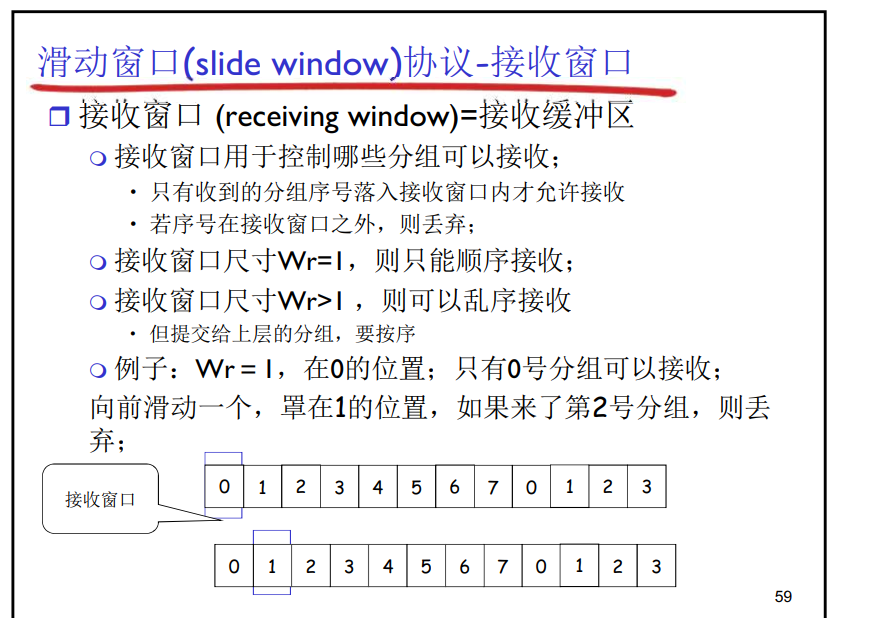 滑动窗口(slide window)协议-接收窗口
接收窗口 (receiving window)=接收缓冲区
接收窗口用于控制哪些分组可以接收；
• 只有收到的分组序号落入接收窗口内才允许接收
• 若序号在接收窗口之外，则丢弃；
接收窗口尺寸Wr=1，则只能顺序接收；
接收窗口尺寸Wr>1 ，则可以乱序接收
• 但提交给上层的分组，要按序
例子：Wr = 1，在0的位置；只有0号分组可以接收；
向前滑动一个，罩在1的位置，如果来了第2号分组，则丢
弃；
接收窗口
0 1 2 3 4 5 6 7 0 1 2 3
0 1 2 3 4 5 6 7 0 1 2 3
59